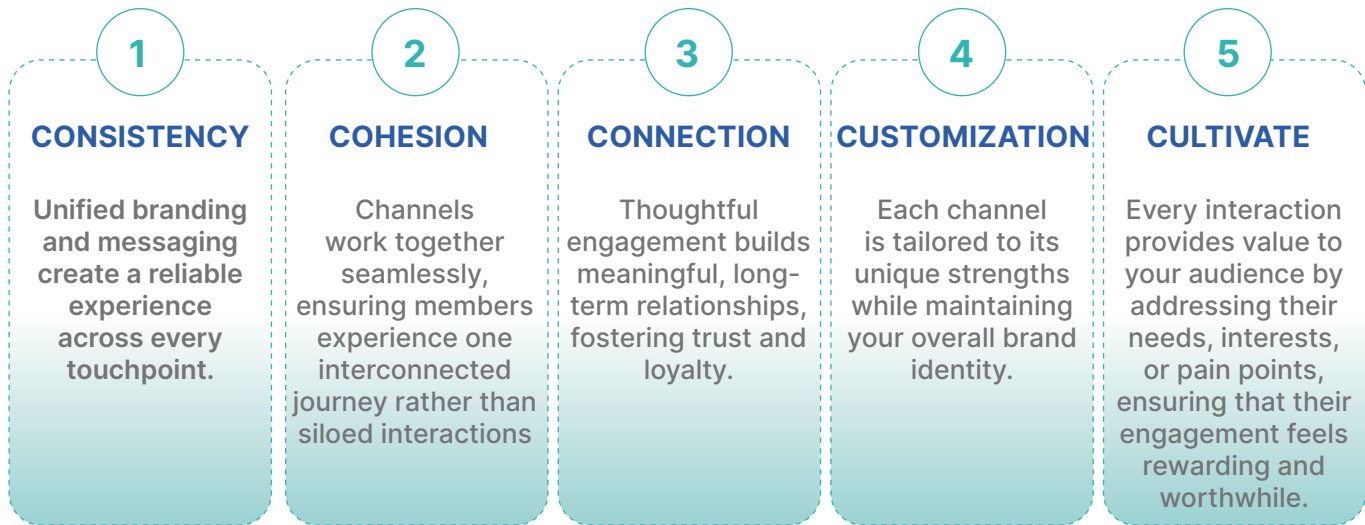 1
CONSISTENCY
Unified branding
and messaging
create a reliable
experience
across every
touchpoint.
2
COHESION
Channels
work together
seamlessly,
ensuring members
experience one
interconnected
journey rather than
siloed interactions
3
CONNECTION
Thoughtful
engagement builds
meaningful, long-
term relationships,
fostering trust and
loyalty.
4
CUSTOMIZATION
Each channel
is tailored to its
unique strengths
while maintaining
your overall brand
identity.
5
CULTIVATE
Every interaction
provides value to
your audience by
addressing their
needs, interests,
or pain points,
ensuring that their
engagement feels
rewarding and
worthwhile.